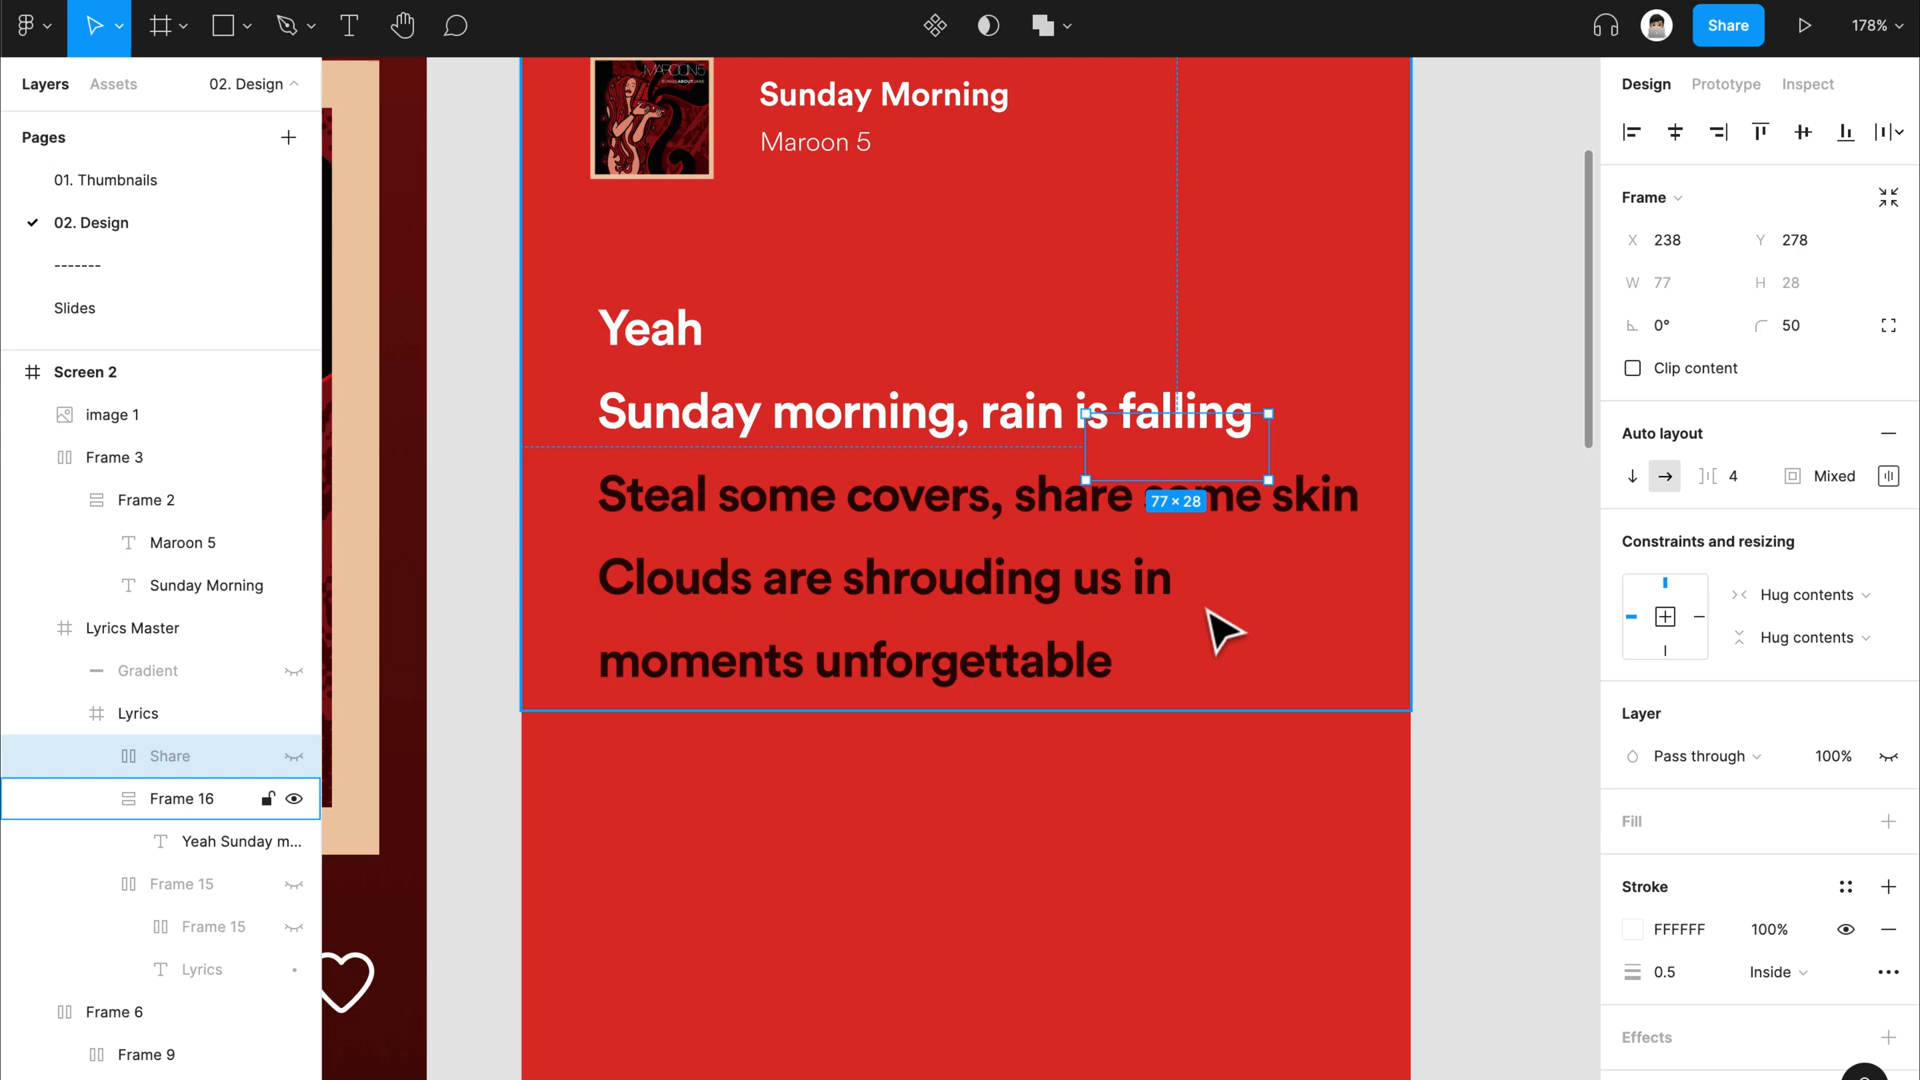 Share
178%
Layers
Assets
02. Design
Design
Prototype
Inspect
Pages
01. Thumbnails
02. Design
-------
Slides
Screen 2
image 1
Frame 3
Frame 2
Maroon 5
Sunday Morning
Lyrics Master
Gradient
Lyrics
Share
Frame 16
Yeah Sunday m...
Frame 15
Frame 15
Lyrics
Frame 6
Frame 9
MAROON5
SONGSABOUTJANE
Sunday Morning
Maroon 5
Yeah
Sunday morning, rain is falling
Steal some covers, share some skin
77 × 28
Clouds are shrouding us in
moments unforgettable
Frame
X 238
Y 278
W 77
H 28
0°
50
Clip content
Auto layout
4
Mixed
Constraints and resizing
Hug contents
Hug contents
Layer
Pass through
100%
Fill
Stroke
FFFFFF
100%
0.5
Inside
Effects